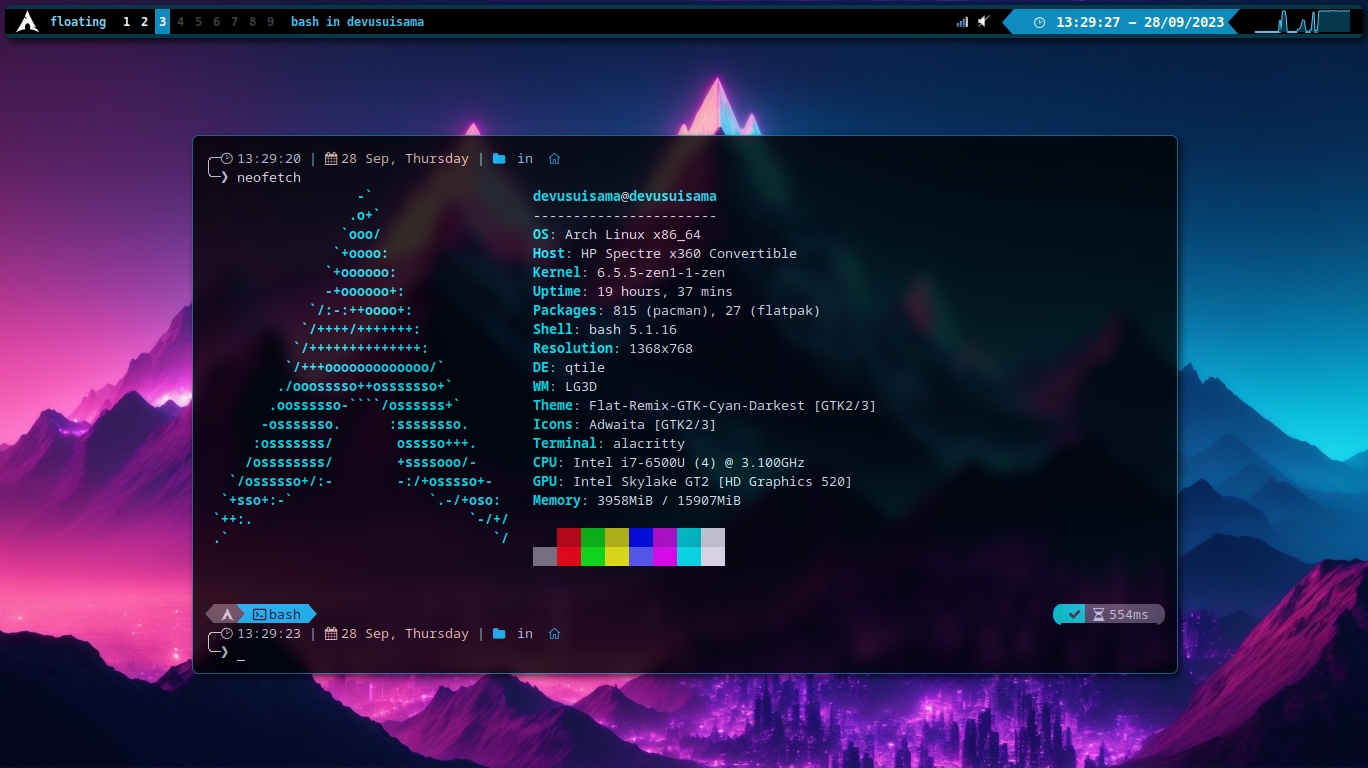 floating 1 2 3 4 5 6 7 8 9 bash in devusuisama 13:29:27 — 28/09/2023
13:29:20 | 28 Sep, Thursday | in
❯ neofetch
-`
.o+`
`ooo/
`+oooo:
`+oooooo:
-+oooooo+:
`/:-:++oooo+:
`/++++/+++++++:
`/++++++++++++++:
`/+++ooooooooooooo/`
./ooosssso++osssssso+`
.oossssso-````/ossssss+`
-osssssso.      :ssssssso.
:osssssss/        osssso+++.
/ossssssss/        +ssssooo/-
`/ossssso+/:-        -:/+osssso+-
`+sso+:-`                 `.-/+oso:
`++:.                           `-/+/
.`                                 `/
devusuisama@devusuisama
-----------------------
OS: Arch Linux x86_64
Host: HP Spectre x360 Convertible
Kernel: 6.5.5-zen1-1-zen
Uptime: 19 hours, 37 mins
Packages: 815 (pacman), 27 (flatpak)
Shell: bash 5.1.16
Resolution: 1368x768
DE: qtile
WM: LG3D
Theme: Flat-Remix-GTK-Cyan-Darkest [GTK2/3]
Icons: Adwaita [GTK2/3]
Terminal: alacritty
CPU: Intel i7-6500U (4) @ 3.100GHz
GPU: Intel Skylake GT2 [HD Graphics 520]
Memory: 3958MiB / 15907MiB
bash 554ms
13:29:23 | 28 Sep, Thursday | in
❯ _